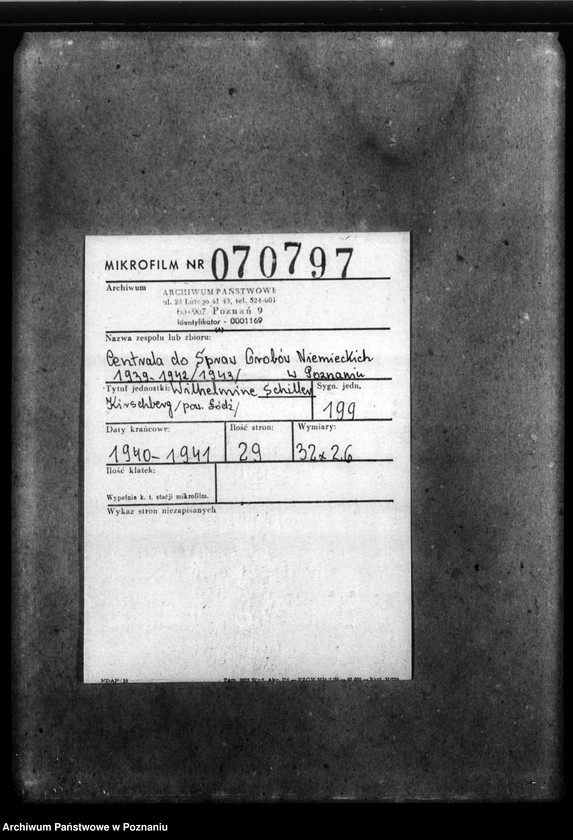 MIKROFILM NR 070797
Archiwum
ARCHIWUM PAŃSTWOWE
ul. 23 Lutego 41/43, tel. 524-601
60-967 Poznań 9
Identyfikator - 0001169
Nazwa zespołu lub zbioru:
Centrala do Spraw Grobów Niemieckich
1939-1942/1943/ w Poznaniu
Tytuł jednostki: Wilhelmine Schiller
Kirschberg /pow. Łódź/
Sygn. jedn.
199
Daty krańcowe:
1940-1941
Ilość stron:
29
Wymiary:
32x26
Ilość klatek:
Wypełnia k. i. stacji mikrofilm.
Wykaz stron niezapisanych
Archiwum Państwowe w Poznaniu